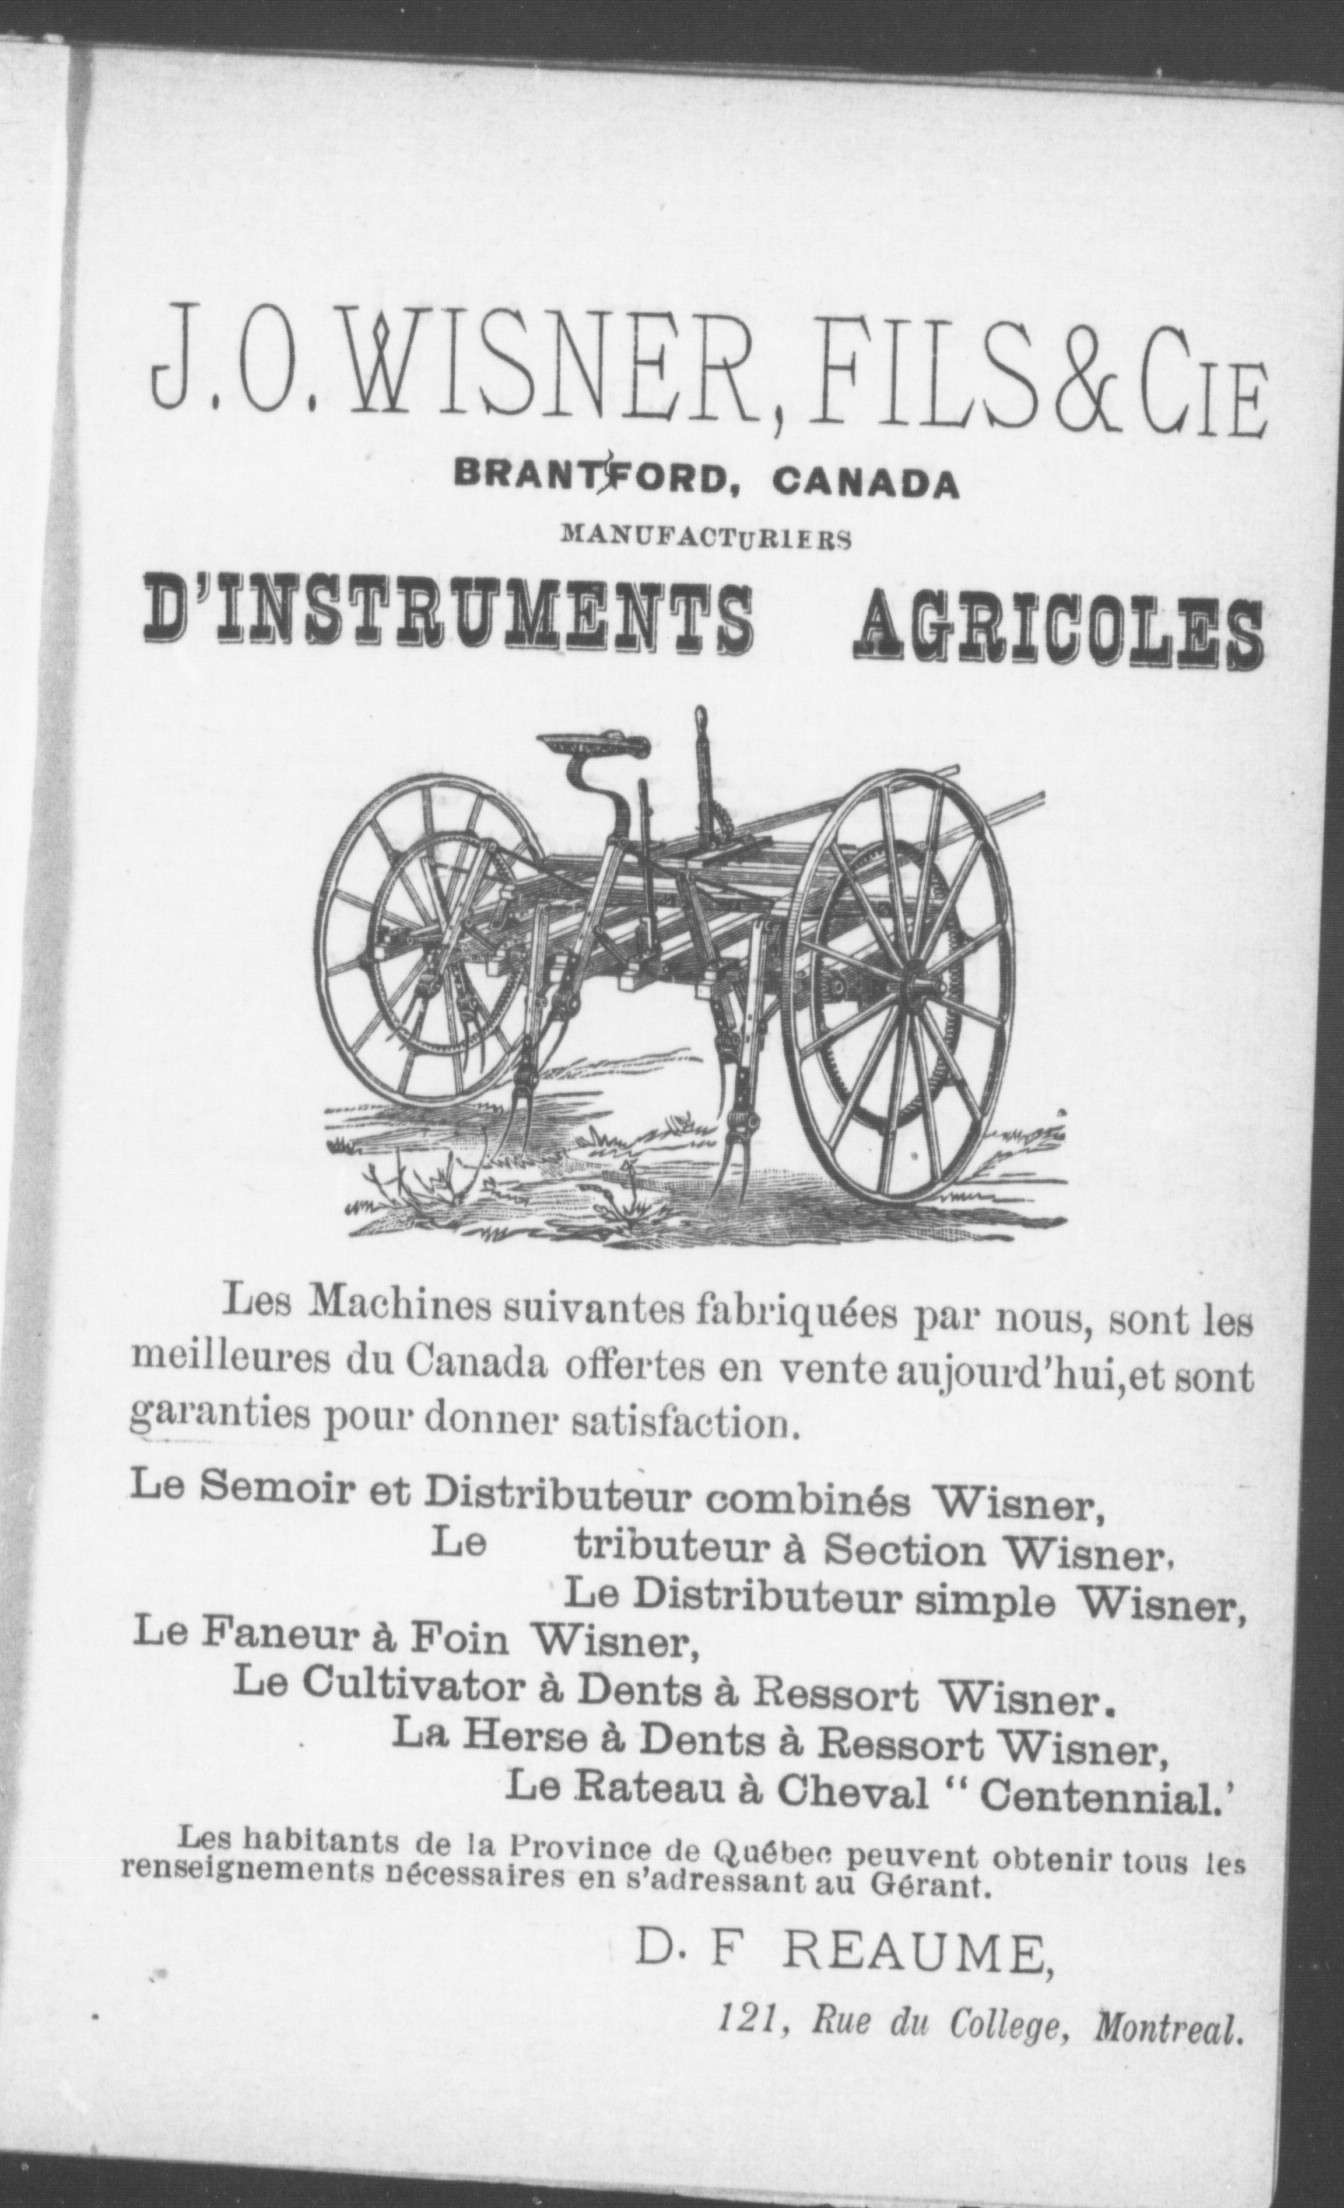 J. O. WISNER, FILS & CIE
BRANTFORD, CANADA
MANUFACTURIERS
D'INSTRUMENTS AGRICOLES
Les Machines suivantes fabriquées par nous, sont les
meilleures du Canada offertes en vente aujourd'hui, et sont
garanties pour donner satisfaction.
Le Semoir et Distributeur combinés Wisner,
Le tributeur à Section Wisner,
Le Distributeur simple Wisner,
Le Faneur à Foin Wisner,
Le Cultivator à Dents à Ressort Wisner.
La Herse à Dents à Ressort Wisner,
Le Rateau à Cheval “ Centennial.'
Les habitants de la Province de Québec peuvent obtenir tous les
renseignements nécessaires en s'adressant au Gérant.
D. F REAUME,
121, Rue du College, Montreal.